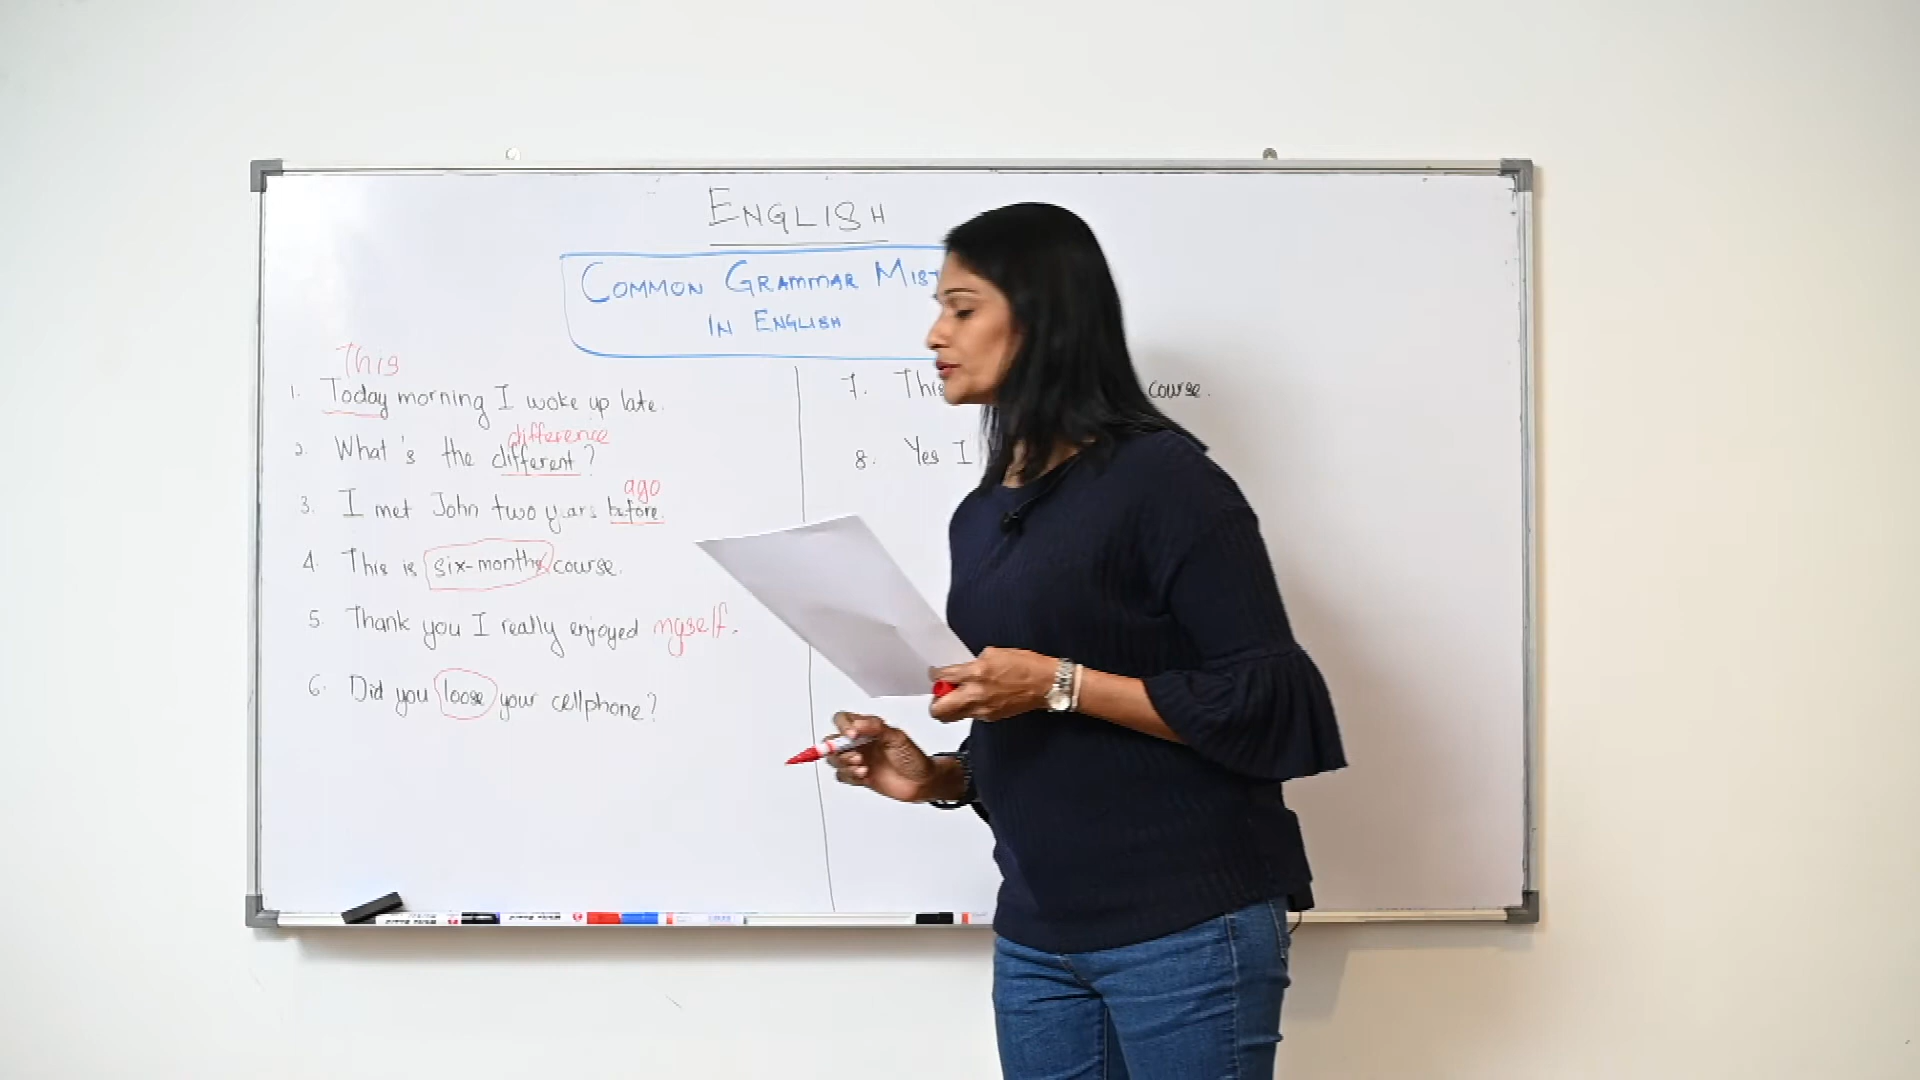 ENGLISH
COMMON GRAMMAR MIST
IN ENGLISH
This
1. Today morning I woke up late.
difference
2. What's the different?
ago
3. I met John two years before.
4. This is six-months course.
5. Thank you I really enjoyed myself.
6. Did you loose your cellphone?
7. This course.
8. Yes I